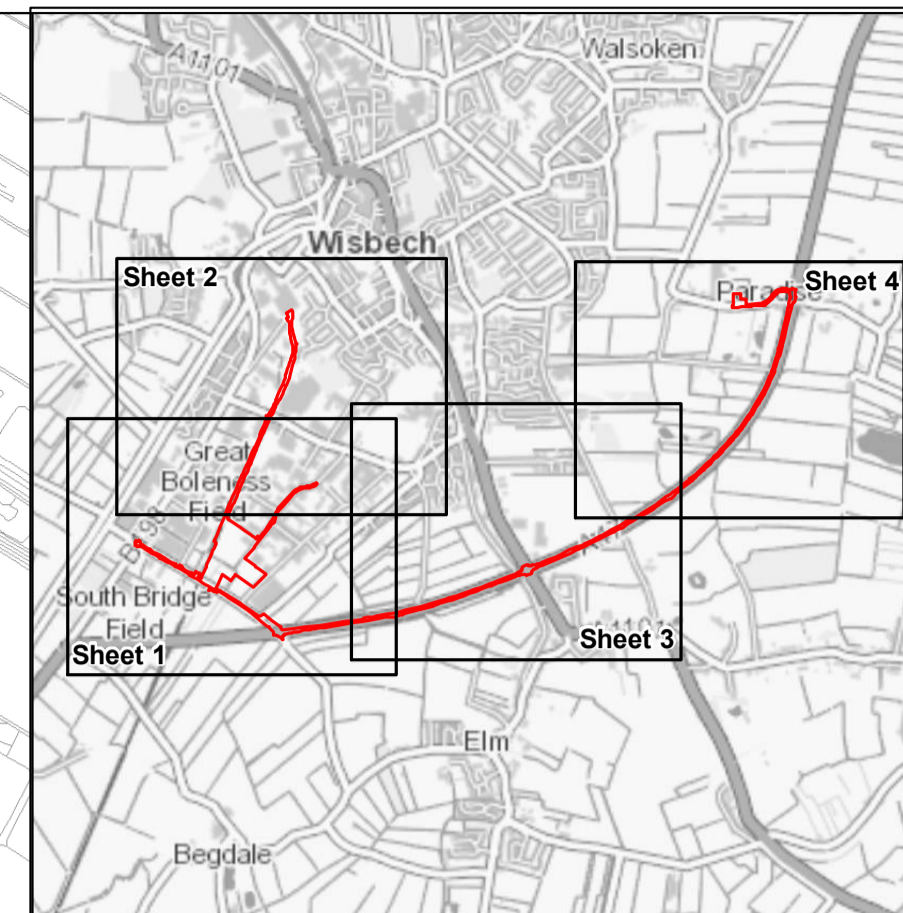 Walsoken
A1101
Wisbech
Sheet 2
Sheet 4
Paradise
Great
Boleness
Field
South Bridge
Field
Sheet 1
Sheet 3
Elm
Begdale